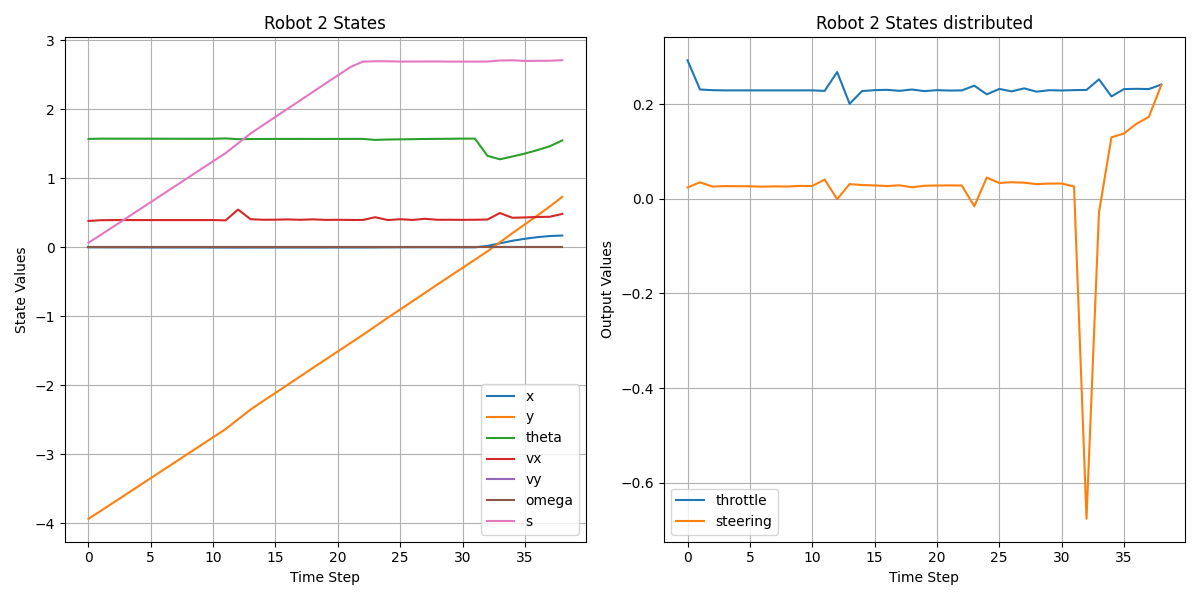 Robot 2 States
3
2
1
0
−1
−2
−3
−4
State Values
0 5 10 15 20 25 30 35
Time Step
x
y
theta
vx
vy
omega
s
Robot 2 States distributed
0.2
0.0
−0.2
−0.4
−0.6
Output Values
0 5 10 15 20 25 30 35
Time Step
throttle
steering